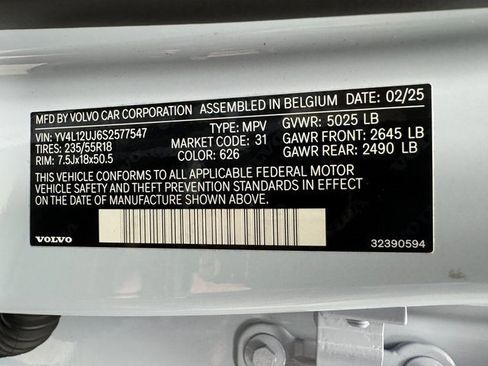 MFD BY VOLVO CAR CORPORATION ASSEMBLED IN BELGIUM DATE: 02/25
VIN: YV4L12UJ6S2577547 TYPE: MPV GVWR: 5025 LB
TIRES: 235/55R18 MARKET CODE: 31 GAWR FRONT: 2645 LB
RIM: 7.5Jx18x50.5 COLOR: 626 GAWR REAR: 2490 LB
THIS VEHICLE CONFORMS TO ALL APPLICABLE FEDERAL MOTOR
VEHICLE SAFETY AND THEFT PREVENTION STANDARDS IN EFFECT
ON THE DATE OF MANUFACTURE SHOWN ABOVE.
VOLVO 32390594